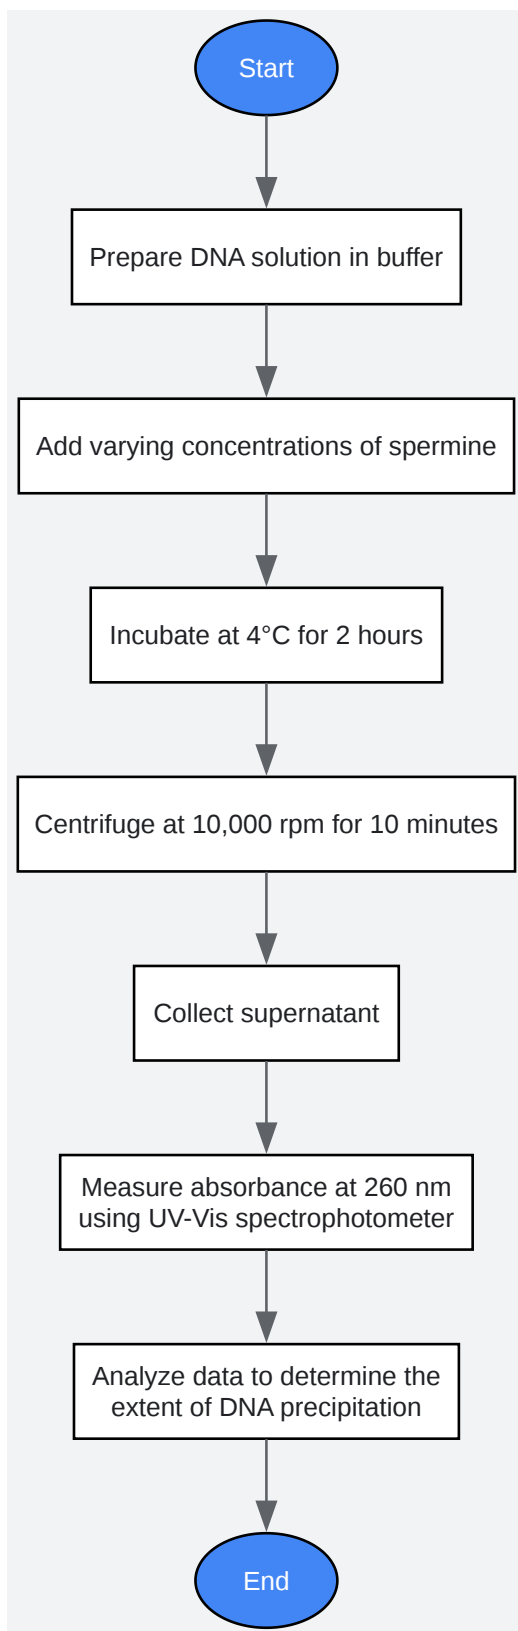 Start
Prepare DNA solution in buffer
Add varying concentrations of spermine
Incubate at 4°C for 2 hours
Centrifuge at 10,000 rpm for 10 minutes
Collect supernatant
Measure absorbance at 260 nm
using UV-Vis spectrophotometer
Analyze data to determine the
extent of DNA precipitation
End